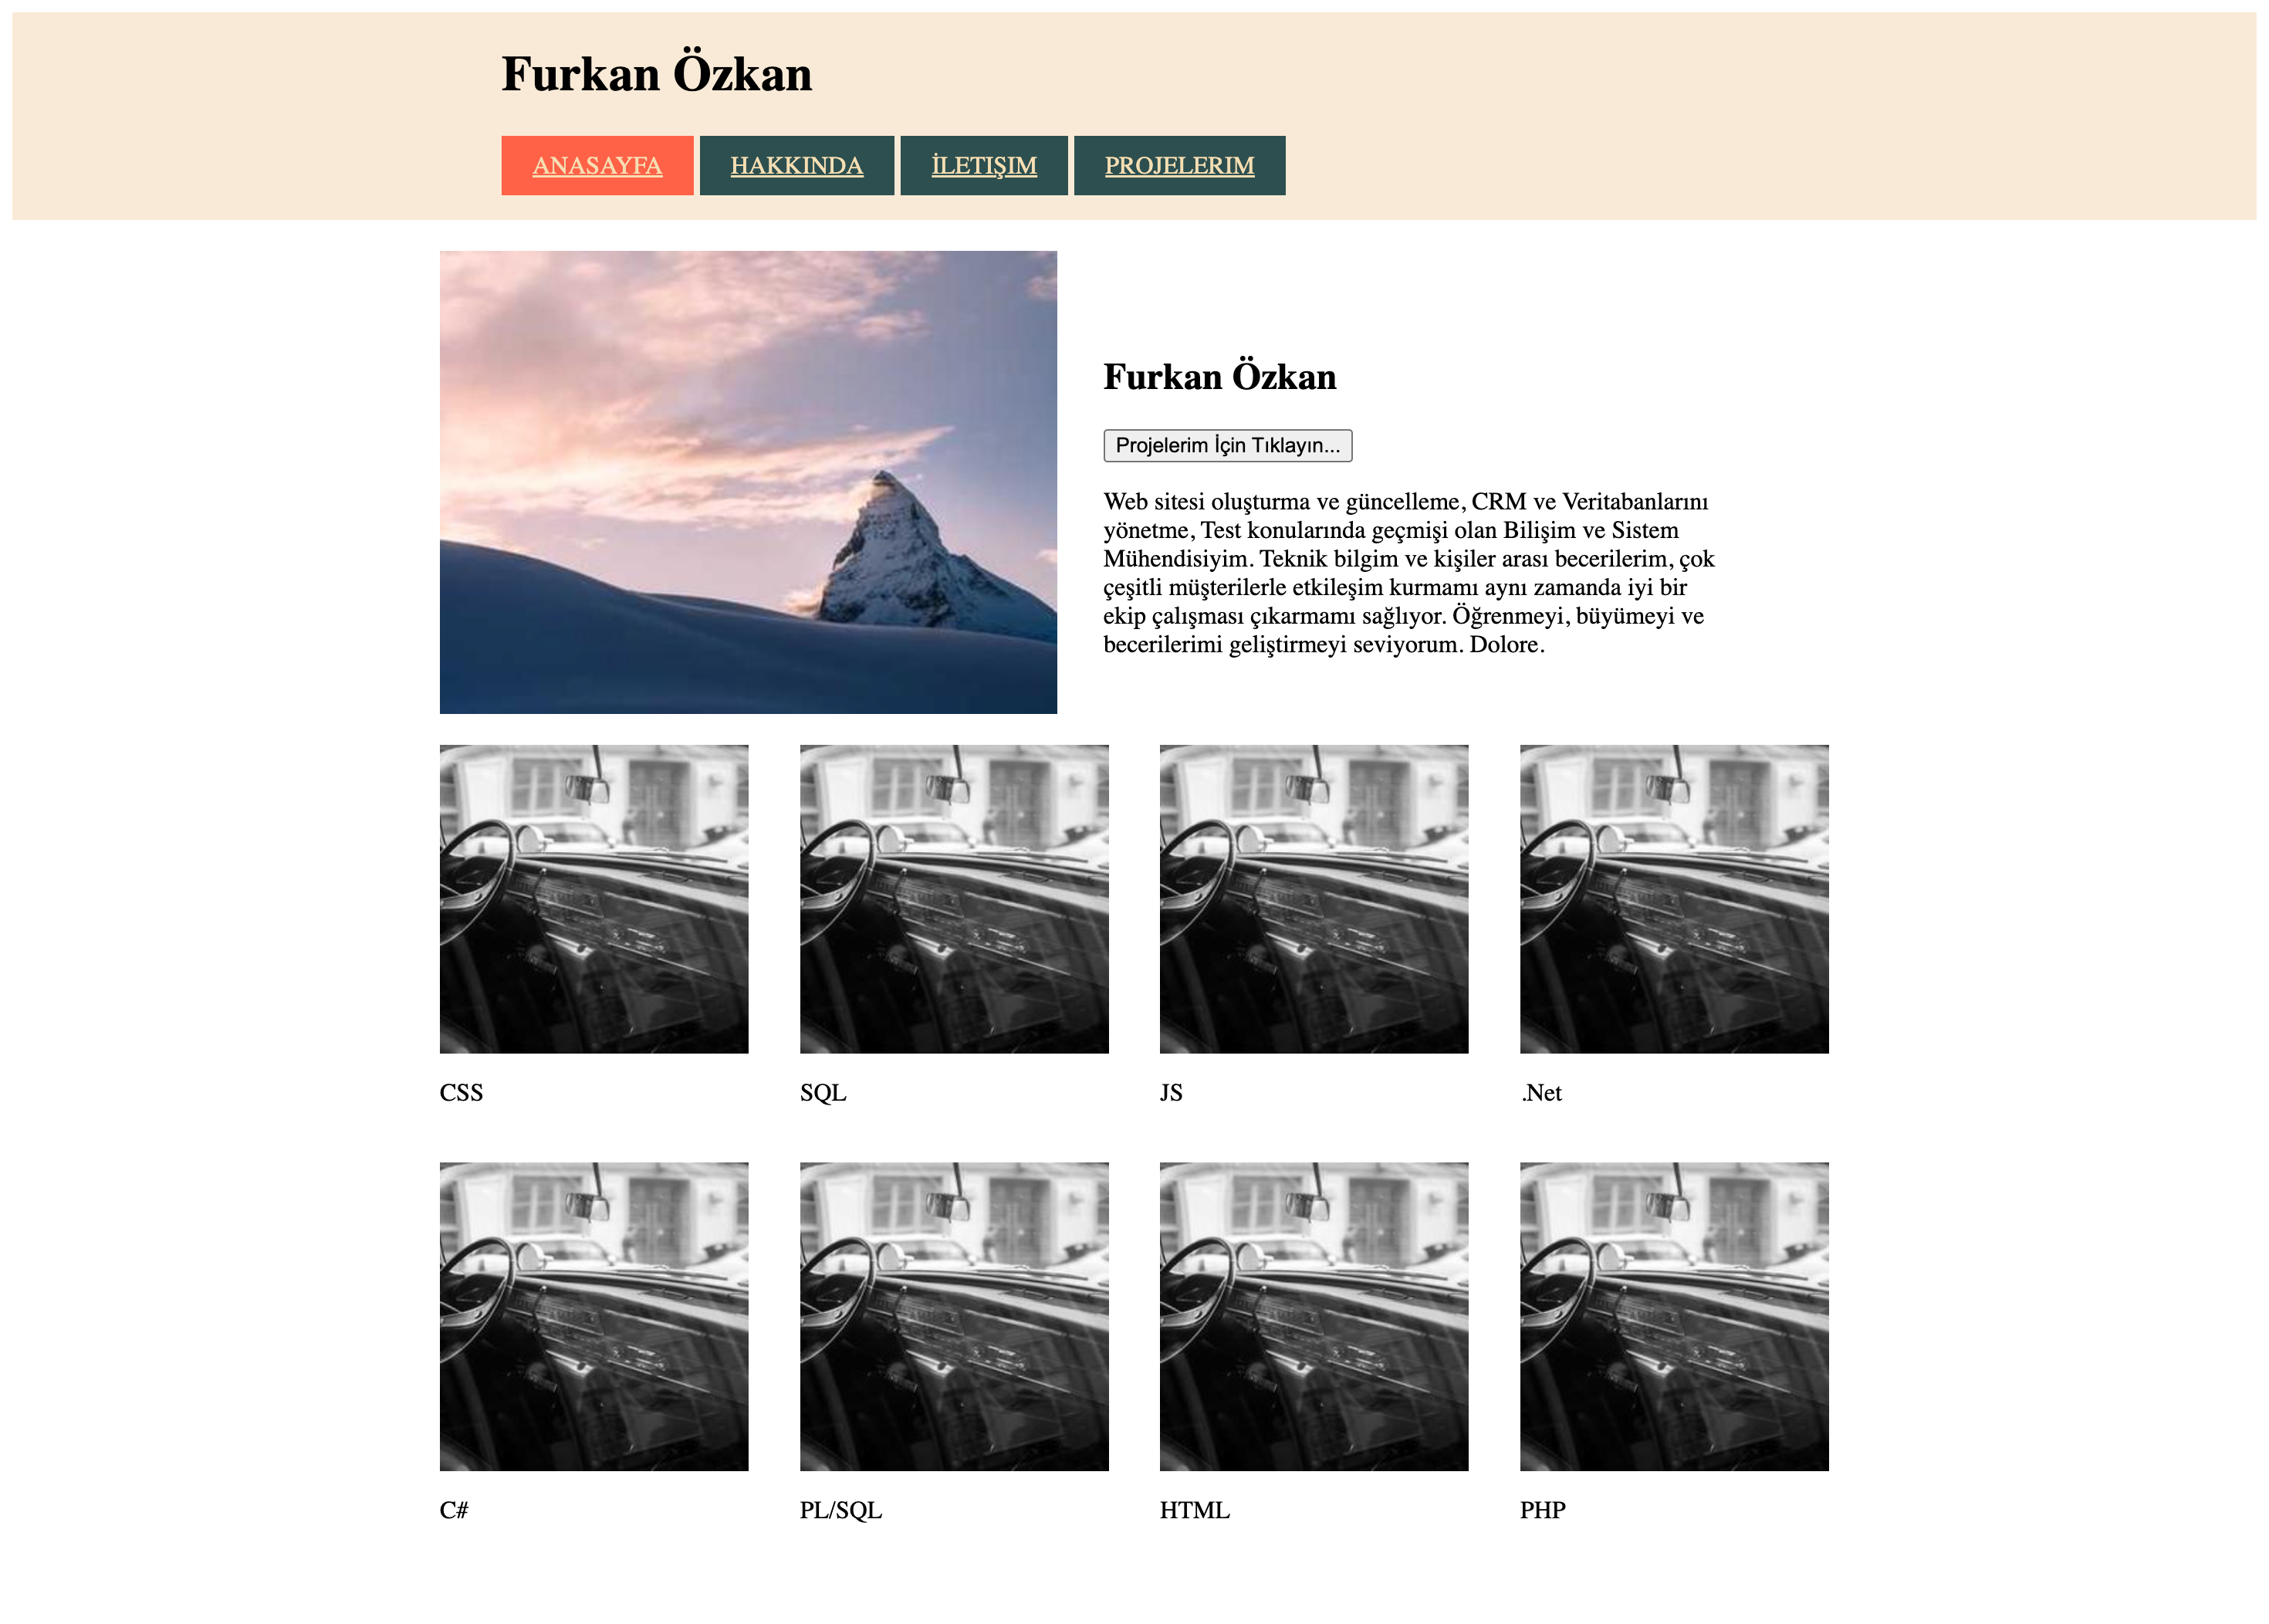 Furkan Özkan
ANASAYFA HAKKINDA İLETIŞIM PROJELERIM
Furkan Özkan
Projelerim İçin Tıklayın...
Web sitesi oluşturma ve güncelleme, CRM ve Veritabanlarını
yönetme, Test konularında geçmişi olan Bilişim ve Sistem
Mühendisiyim. Teknik bilgim ve kişiler arası becerilerim, çok
çeşitli müşterilerle etkileşim kurmamı aynı zamanda iyi bir
ekip çalışması çıkarmamı sağlıyor. Öğrenmeyi, büyümeyi ve
becerilerimi geliştirmeyi seviyorum. Dolore.
CSS SQL JS .Net
C# PL/SQL HTML PHP